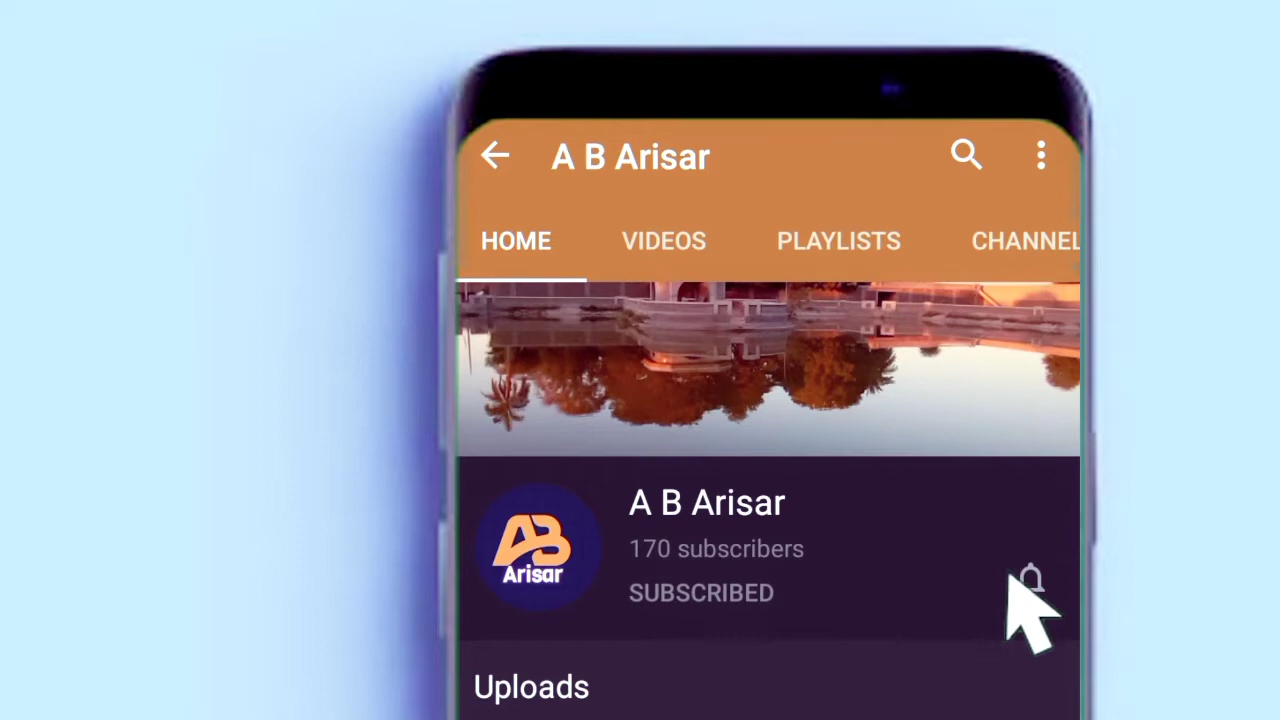 A B Arisar
HOME VIDEOS PLAYLISTS CHANNEL
AB
Arisar
A B Arisar
170 subscribers
SUBSCRIBED
Uploads